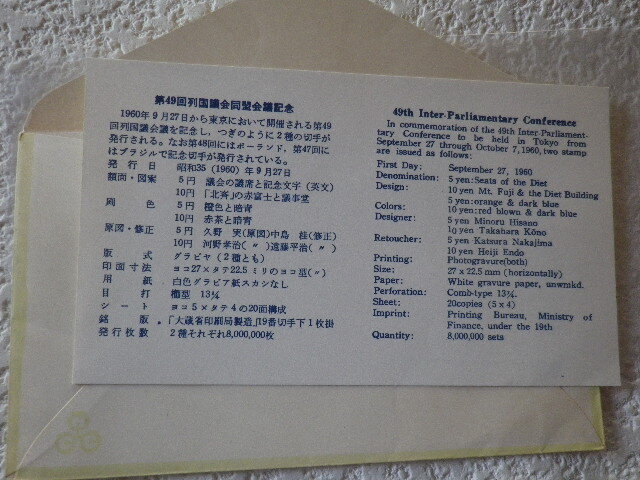 第49回列国議会同盟会議記念
1960年9月27日から東京において開催される第49
回列国議会議を記念し、つぎのように2種の切手が
発行される。なお第48回にはポーランド、第47回に
はブラジルで記念切手が発行されている。
発行日 昭和35(1960)年9月27日
額面・図案 5円 議会の議席と記念文字(英文)
10円 「北斎」の赤富士と議事堂
刷色 5円 橙色と暗青
10円 赤茶と暗青
原図・修正 5円 久野 実(原図)中島 桂(修正)
10円 河野孝治(〃)遠藤平治(〃)
版式 グラビヤ(2種とも)
印面寸法 ヨコ27×タテ22.5ミリのヨコ型(〃)
用紙 白色グラビア紙スカシなし
目打 櫛型 13¼
シート ヨコ5×タテ4の20面構成
銘版 「大蔵省印刷局製造」19番切手下1枚掛
発行枚数 2種それぞれ8,000,000枚
49th Inter-Parliamentary Conference
In commemoration of the 49th Inter-Parliament-
tary Conference to be held in Tokyo from
September 27 through October 7, 1960, two stamp
are issued as follows:
First Day: September 27, 1960
Denomination: 5 yen: Seats of the Diet
Design: 10 yen Mt. Fuji & the Diet Building
Colors: 5 yen: orange & dark blue
10 yen: red blown & dark blue
Designer: 5 yen Minoru Hisano
10 yen Takahara Kōno
Retoucher: 5 yen Katsura Nakajima
10 yen Heiji Endo
Printing: Photogravure(both)
Size: 27 x 22.5 mm (horizontally)
Paper: White gravure paper, unwmkd.
Perforation: Comb-type 13¼.
Sheet: 20copies (5 x 4)
Imprint: Printing Bureau, Ministry of
Finance, under the 19th
Quantity: 8,000,000 sets